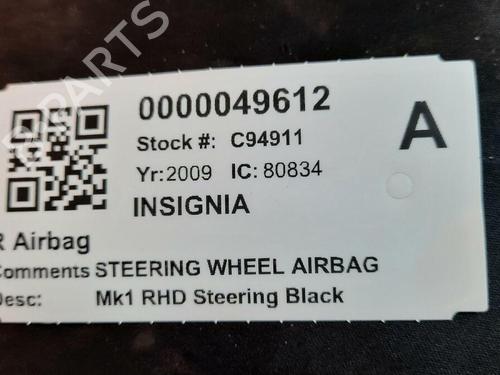 0000049612
A
Stock #: C94911
Yr: 2009 IC: 80834
INSIGNIA
R Airbag
Comments STEERING WHEEL AIRBAG
Desc: Mk1 RHD Steering Black